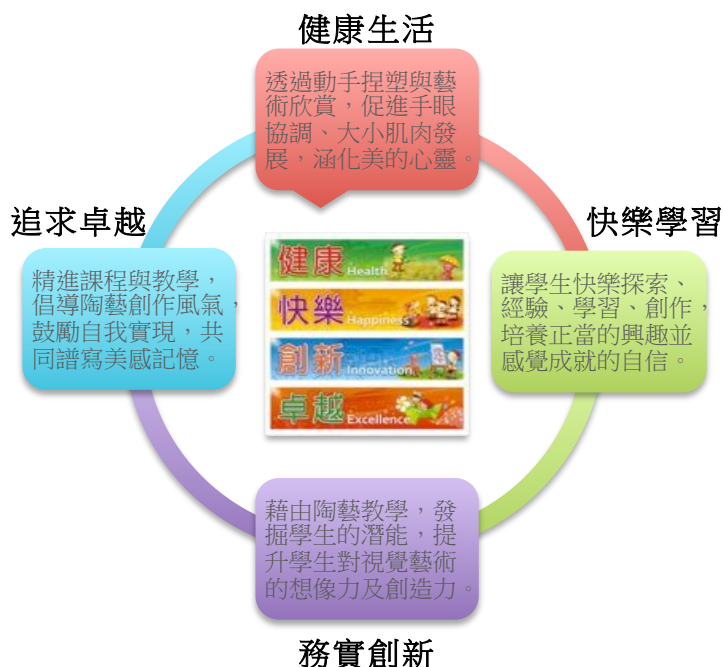 健康生活
透過動手捏塑與藝
術欣賞，促進手眼
協調、大小肌肉發
展，涵化美的心靈。
追求卓越
精進課程與教學，
倡導陶藝創作風氣，
鼓勵自我實現，共
同譜寫美感記憶。
健康 Health
快樂 Happiness
創新 Innovation
卓越 Excellence
快樂學習
讓學生快樂探索、
經驗、學習、創作，
培養正當的興趣並
感覺成就的自信。
藉由陶藝教學，發
掘學生的潛能，提
升學生對視覺藝術
的想像力及創造力。
務實創新